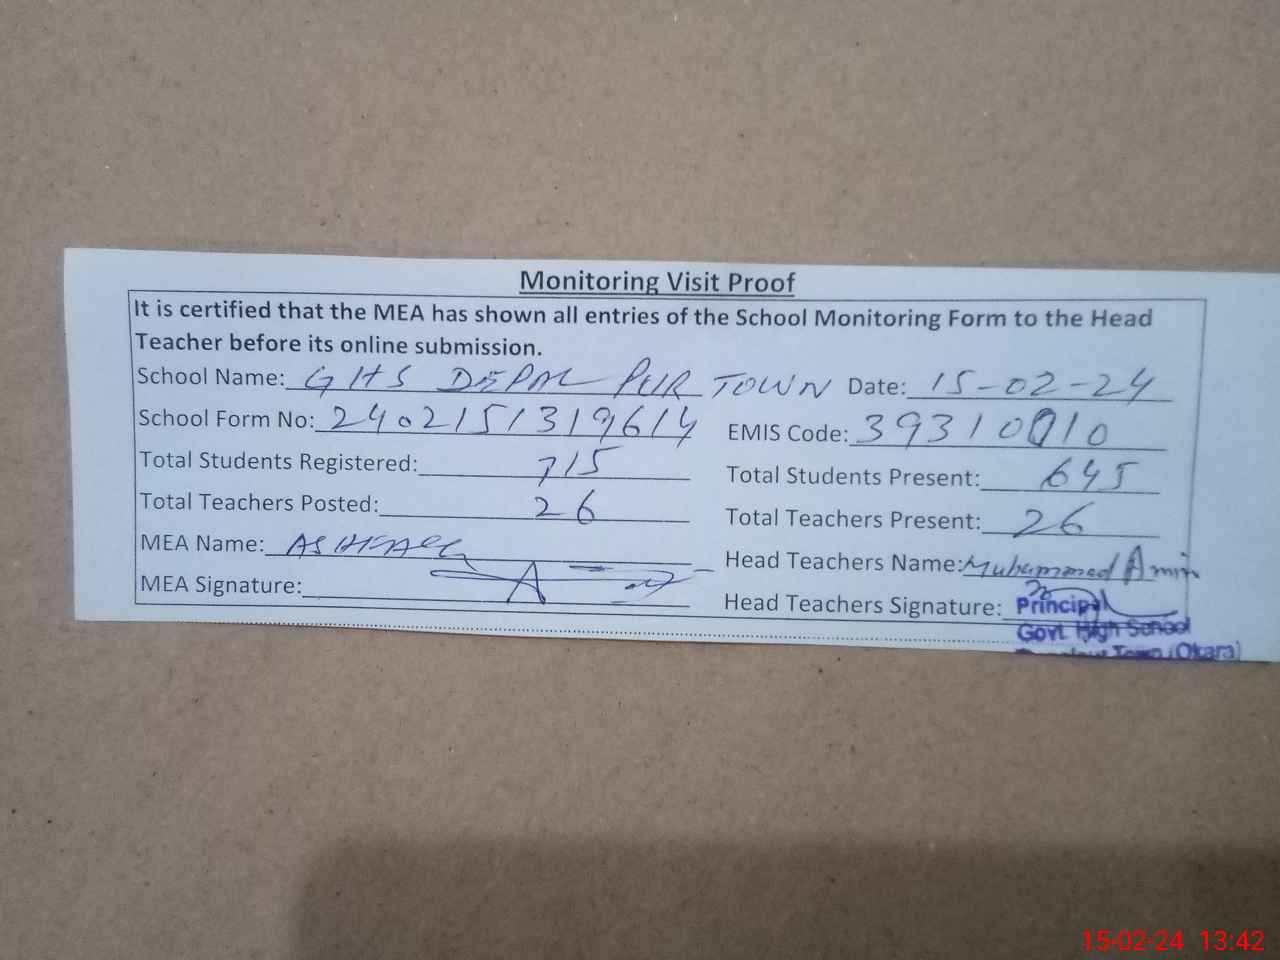 Monitoring Visit Proof
It is certified that the MEA has shown all entries of the School Monitoring Form to the Head
Teacher before its online submission.
School Name: GHS DEPAL PUR TOWN Date: 15-02-24
School Form No: 240215131 9614 EMIS Code: 39310010
Total Students Registered: 715 Total Students Present: 645
Total Teachers Posted: 26 Total Teachers Present: 26
MEA Name: Head Teachers Name: Muhammad Amin
MEA Signature: Head Teachers Signature:
Principal
Govt. High School
Town (Okara)
15-02-24 13:42